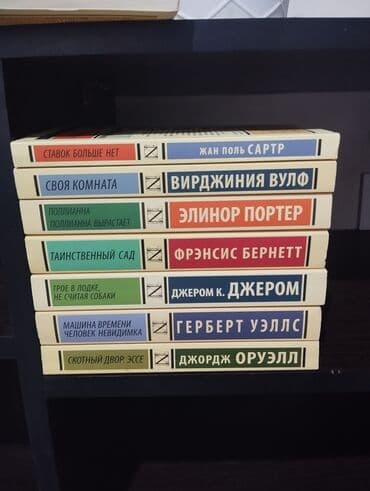 СТАВОК БОЛЬШЕ НЕТ
ЖАН ПОЛЬ САРТР
СВОЯ КОМНАТА
ВИРДЖИНИЯ ВУЛФ
ПОЛЛИАННА
ПОЛЛИАННА ВЫРАСТАЕТ
ЭЛИНОР ПОРТЕР
ТАИНСТВЕННЫЙ САД
ФРЭНСИС БЕРНЕТТ
ТРОЕ В ЛОДКЕ,
НЕ СЧИТАЯ СОБАКИ
ДЖЕРОМ К. ДЖЕРОМ
МАШИНА ВРЕМЕНИ
ЧЕЛОВЕК-НЕВИДИМКА
ГЕРБЕРТ УЭЛЛС
СКОТНЫЙ ДВОР. ЭССЕ
ДЖОРДЖ ОРУЭЛЛ